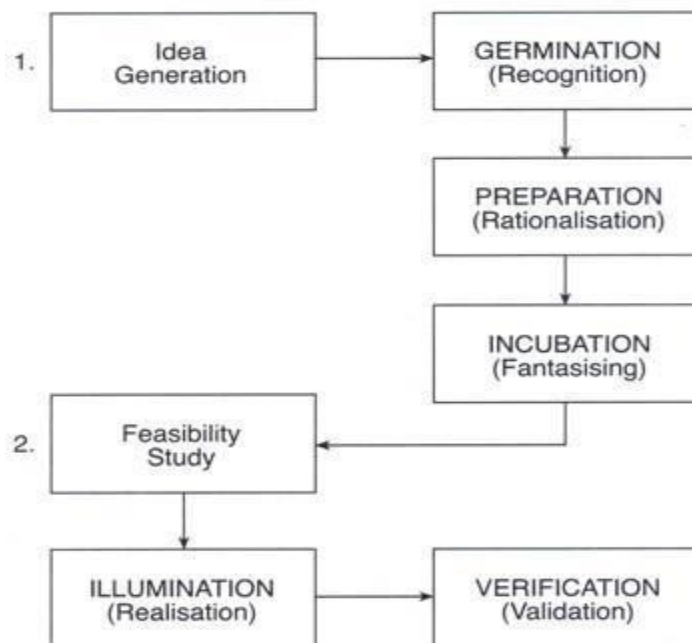 1.
Idea
Generation
GERMINATION
(Recognition)
PREPARATION
(Rationalisation)
INCUBATION
(Fantasising)
2.
Feasibility
Study
ILLUMINATION
(Realisation)
VERIFICATION
(Validation)